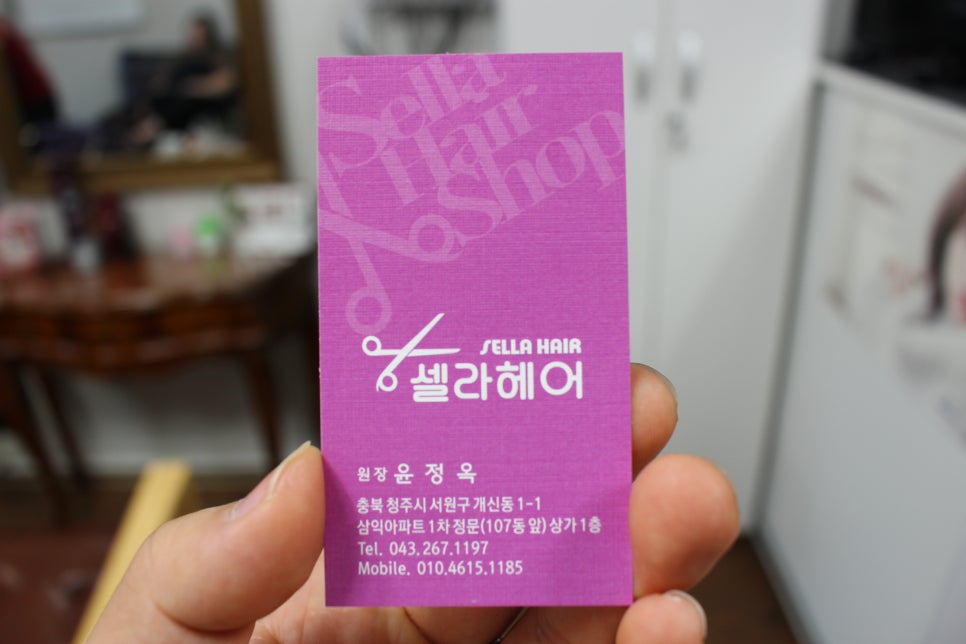 Sella
Hair
Shop
SELLA HAIR
셀라헤어
원장 윤 정 옥
충북 청주시 서원구 개신동 1-1
삼익아파트 1차 정문(107동 앞) 상가 1층
Tel. 043.267.1197
Mobile. 010.4615.1185